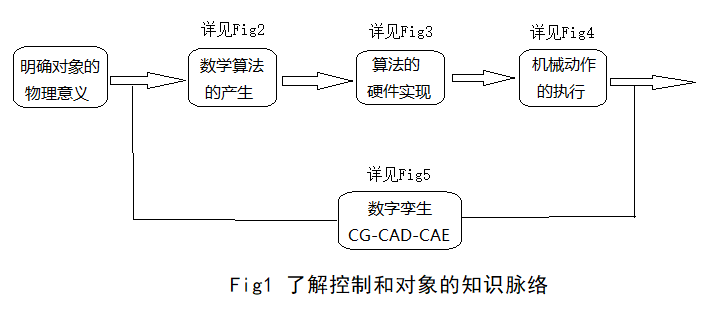 详见Fig2
详见Fig3
详见Fig4
明确对象的
物理意义
数学算法
的产生
算法的
硬件实现
机械动作
的执行
详见Fig5
数字孪生
CG-CAD-CAE
Fig1 了解控制和对象的知识脉络